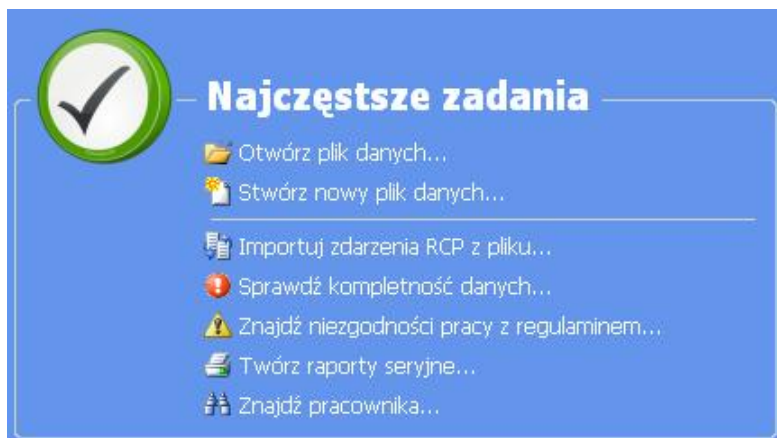 Najczęstsze zadania
Otwórz plik danych...
Stwórz nowy plik danych...
Importuj zdarzenia RCP z pliku...
Sprawdź kompletność danych...
Znajdź niezgodności pracy z regulaminem...
Twórz raporty seryjne...
Znajdź pracownika...